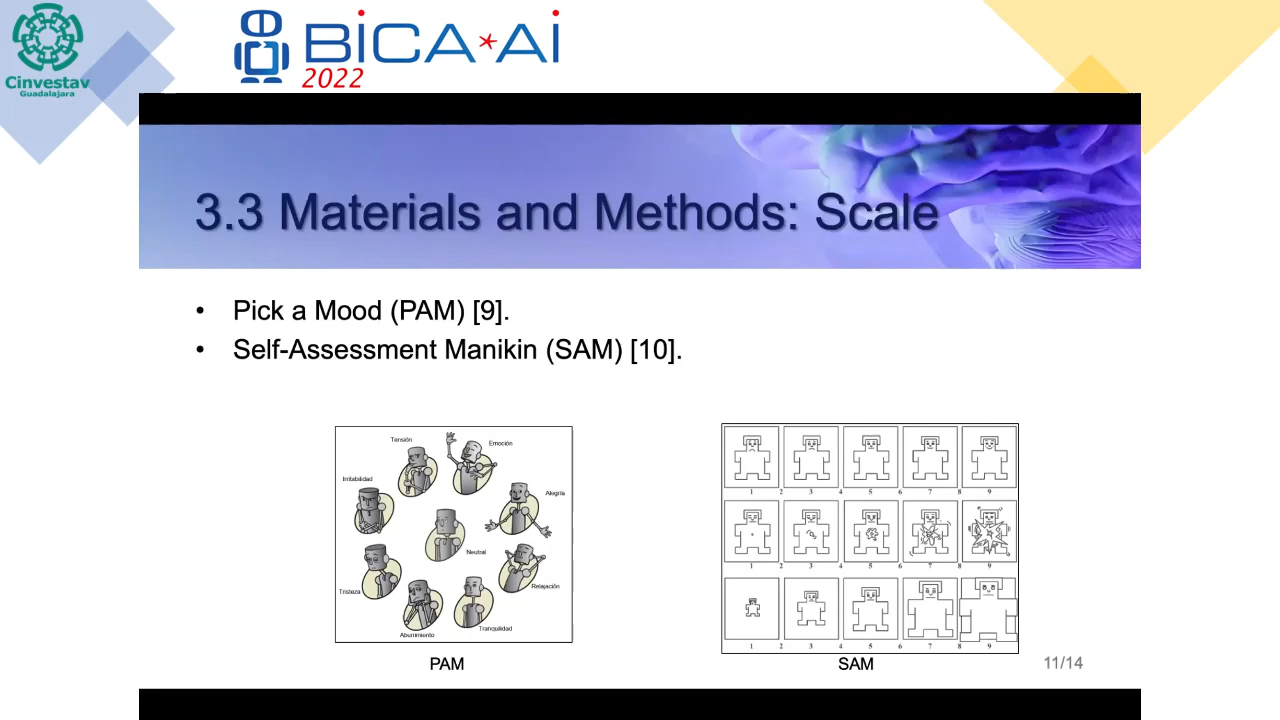 Cinvestav
Guadalajara
BiCA*Ai
2022
3.3 Materials and Methods: Scale
• Pick a Mood (PAM) [9].
• Self-Assessment Manikin (SAM) [10].
Tensión
Emoción
Irritabilidad
Alegría
Neutral
Tristeza
Relajación
Aburrimiento
Tranquilidad
PAM
1 2 3 4 5 6 7 8 9
1 2 3 4 5 6 7 8 9
1 2 3 4 5 6 7 8 9
SAM
11/14